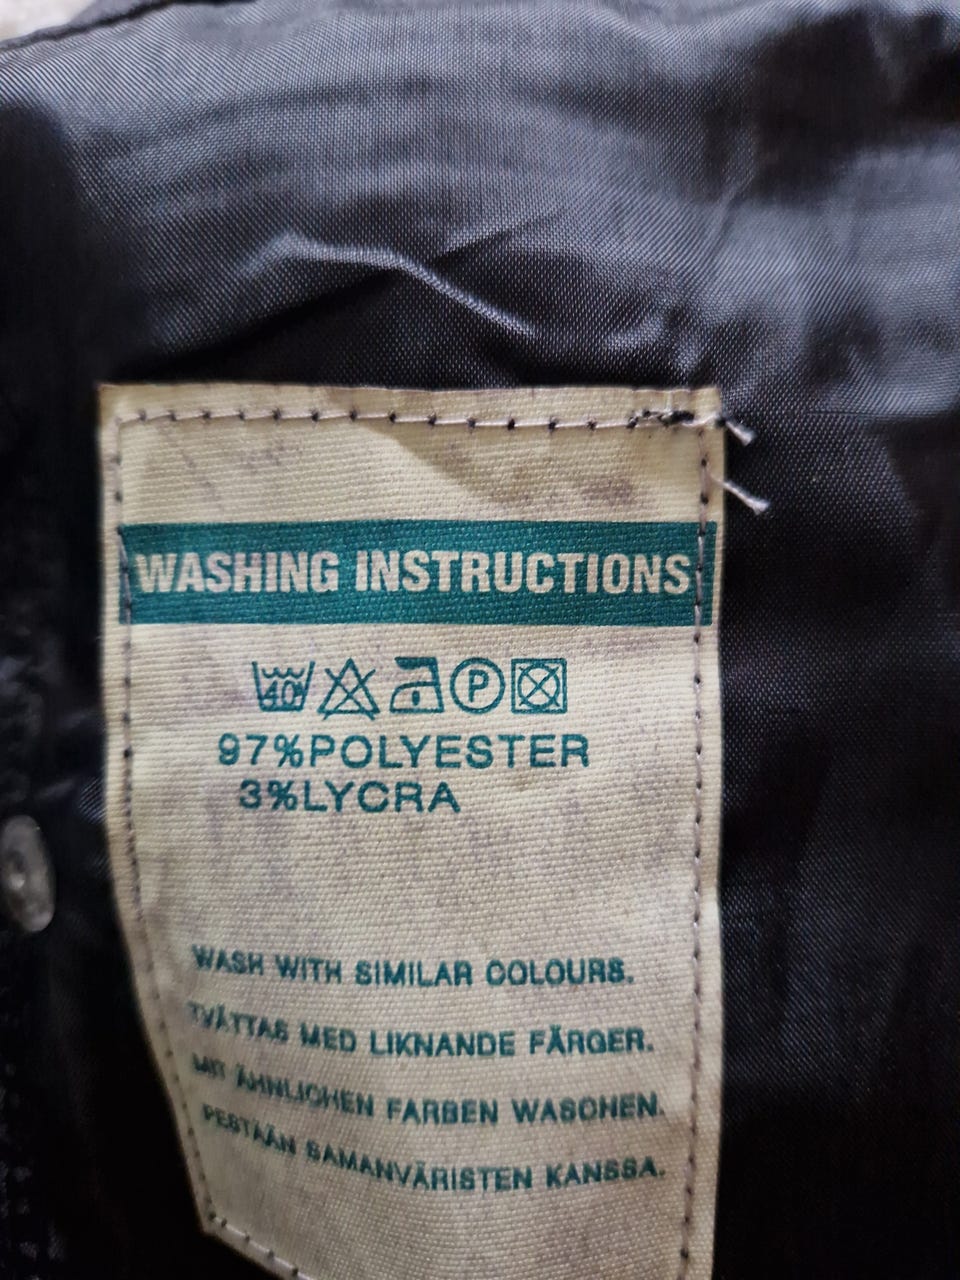 WASHING INSTRUCTIONS
40° P
97%POLYESTER
3%LYCRA
WASH WITH SIMILAR COLOURS.
TVÄTTAS MED LIKNANDE FÄRGER.
MIT ÄHNLICHEN FARBEN WASCHEN.
PESTÄÄN SAMANVÄRISTEN KANSSA.